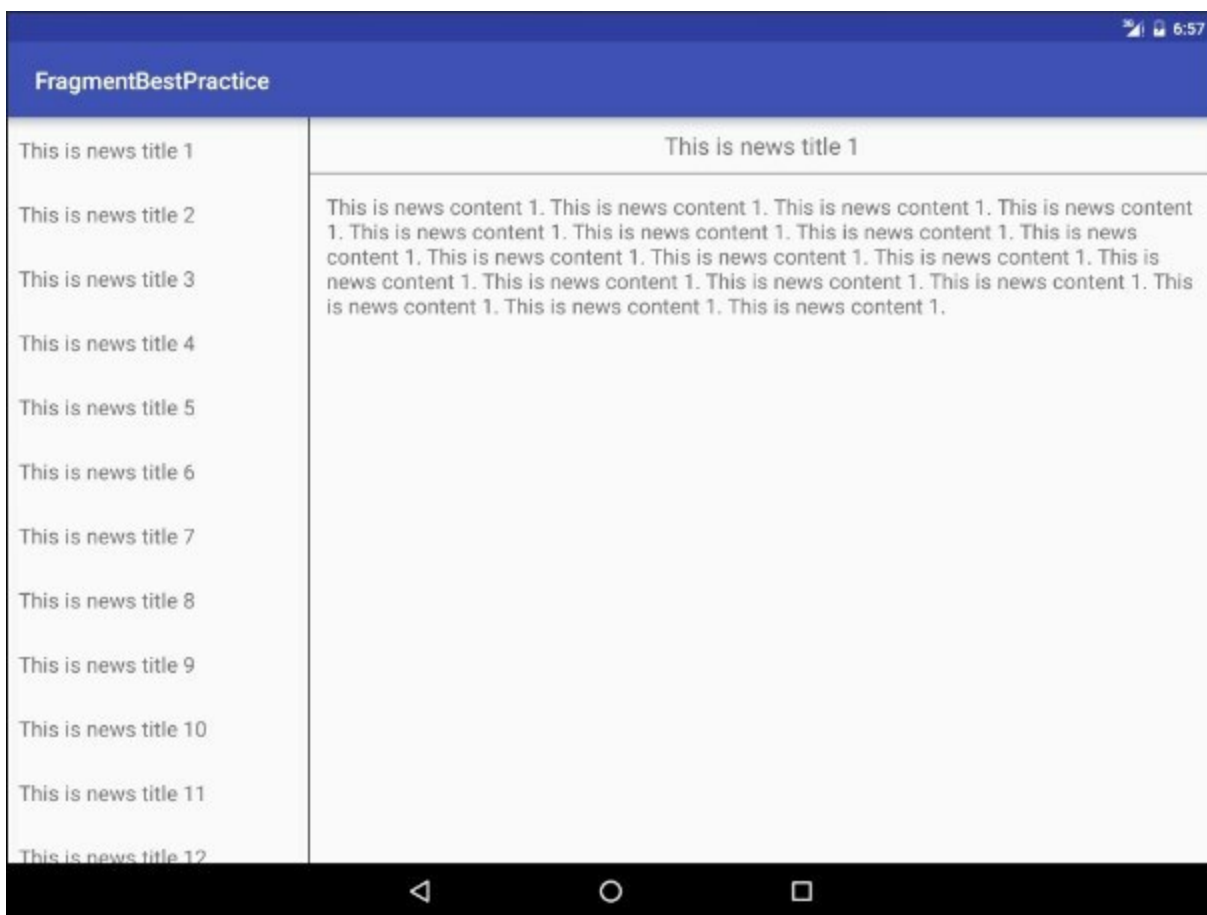 3G 6:57
FragmentBestPractice
This is news title 1
This is news title 2
This is news title 3
This is news title 4
This is news title 5
This is news title 6
This is news title 7
This is news title 8
This is news title 9
This is news title 10
This is news title 11
This is news title 12
This is news title 1
This is news content 1. This is news content 1. This is news content 1. This is news content
1. This is news content 1. This is news content 1. This is news content 1. This is news
content 1. This is news content 1. This is news content 1. This is news content 1. This is
news content 1. This is news content 1. This is news content 1. This is news content 1. This
is news content 1. This is news content 1. This is news content 1.